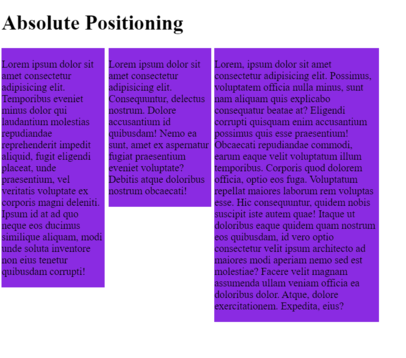 Absolute Positioning
Lorem ipsum dolor sit
amet consectetur
adipisicing elit.
Temporibus eveniet
minus dolor qui
laudantium molestias
repudiandae
reprehenderit impedit
aliquid, fugit eligendi
placeat, unde
praesentium, vel
veritatis voluptate ex
corporis magni deleniti.
Ipsum id at ad quo
neque eos ducimus
similique aliquam, modi
unde soluta inventore
non eius tenetur
quibusdam corrupti!
Lorem ipsum dolor sit
amet consectetur
adipisicing elit.
Consequuntur, delectus
nostrum. Dolore
accusantium id
quibusdam! Nemo ea
sunt, amet ex aspernatur
fugiat praesentium
eveniet voluptate?
Debitis atque doloribus
nostrum obcaecati!
Lorem, ipsum dolor sit amet
consectetur adipisicing elit. Possimus,
voluptatem officia nulla minus, sunt
nam aliquam quis explicabo
consequatur beatae at? Eligendi
corrupti quisquam enim accusantium
possimus quis esse praesentium!
Obcaecati repudiandae commodi,
earum eaque velit voluptatum illum
temporibus. Corporis quod dolorem
officia, optio eos fuga. Voluptatum
repellat maiores laborum rem voluptas
esse. Hic consequuntur, quidem nobis
suscipit iste autem quae! Itaque ut
doloribus eaque quidem quam nostrum
eos quibusdam, id vero optio
consectetur velit ipsum architecto ad
maiores modi aperiam nemo sed est
molestiae? Facere velit magnam
assumenda ullam veniam officia ea
doloribus dolor. Atque, dolore
exercitationem. Expedita, eius?